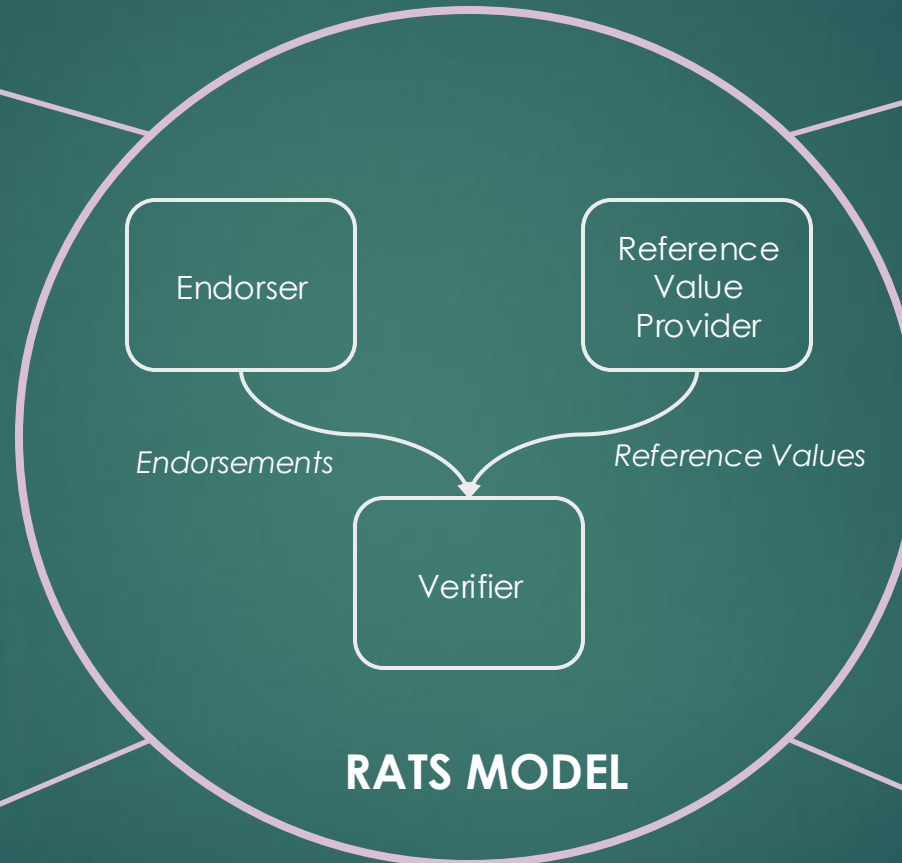 Endorser
Reference
Value
Provider
Endorsements
Reference Values
Verifier
RATS MODEL